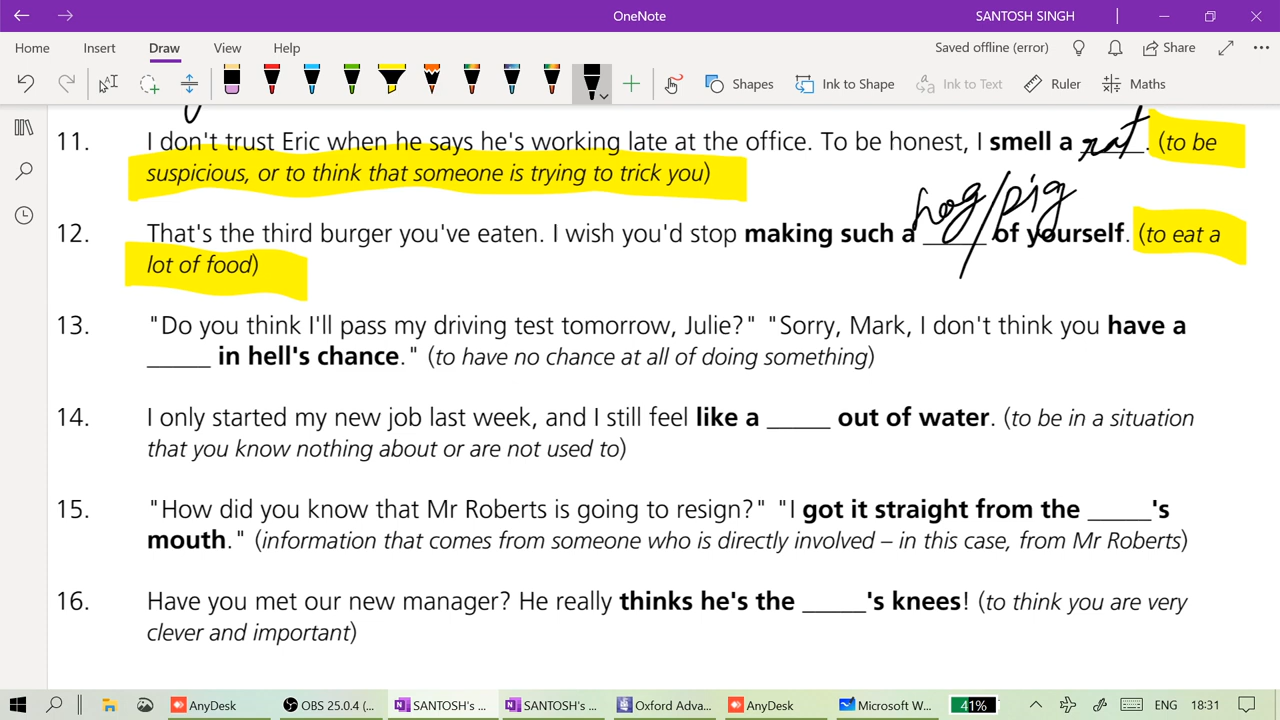 OneNote
SANTOSH SINGH
Home Insert Draw View Help
Saved offline (error) Share
Shapes Ink to Shape Ink to Text Ruler Maths
11. I don't trust Eric when he says he's working late at the office. To be honest, I smell a rat. (to be
suspicious, or to think that someone is trying to trick you)
hog/pig
12. That's the third burger you've eaten. I wish you'd stop making such a _____ of yourself. (to eat a
lot of food)
13. "Do you think I'll pass my driving test tomorrow, Julie?" "Sorry, Mark, I don't think you have a
_____ in hell's chance." (to have no chance at all of doing something)
14. I only started my new job last week, and I still feel like a _____ out of water. (to be in a situation
that you know nothing about or are not used to)
15. "How did you know that Mr Roberts is going to resign?" "I got it straight from the _____'s
mouth." (information that comes from someone who is directly involved – in this case, from Mr Roberts)
16. Have you met our new manager? He really thinks he's the _____'s knees! (to think you are very
clever and important)
AnyDesk OBS 25.0.4 (... SANTOSH's ... SANTOSH's ... Oxford Adva... AnyDesk Microsoft W... 41% ENG 18:31